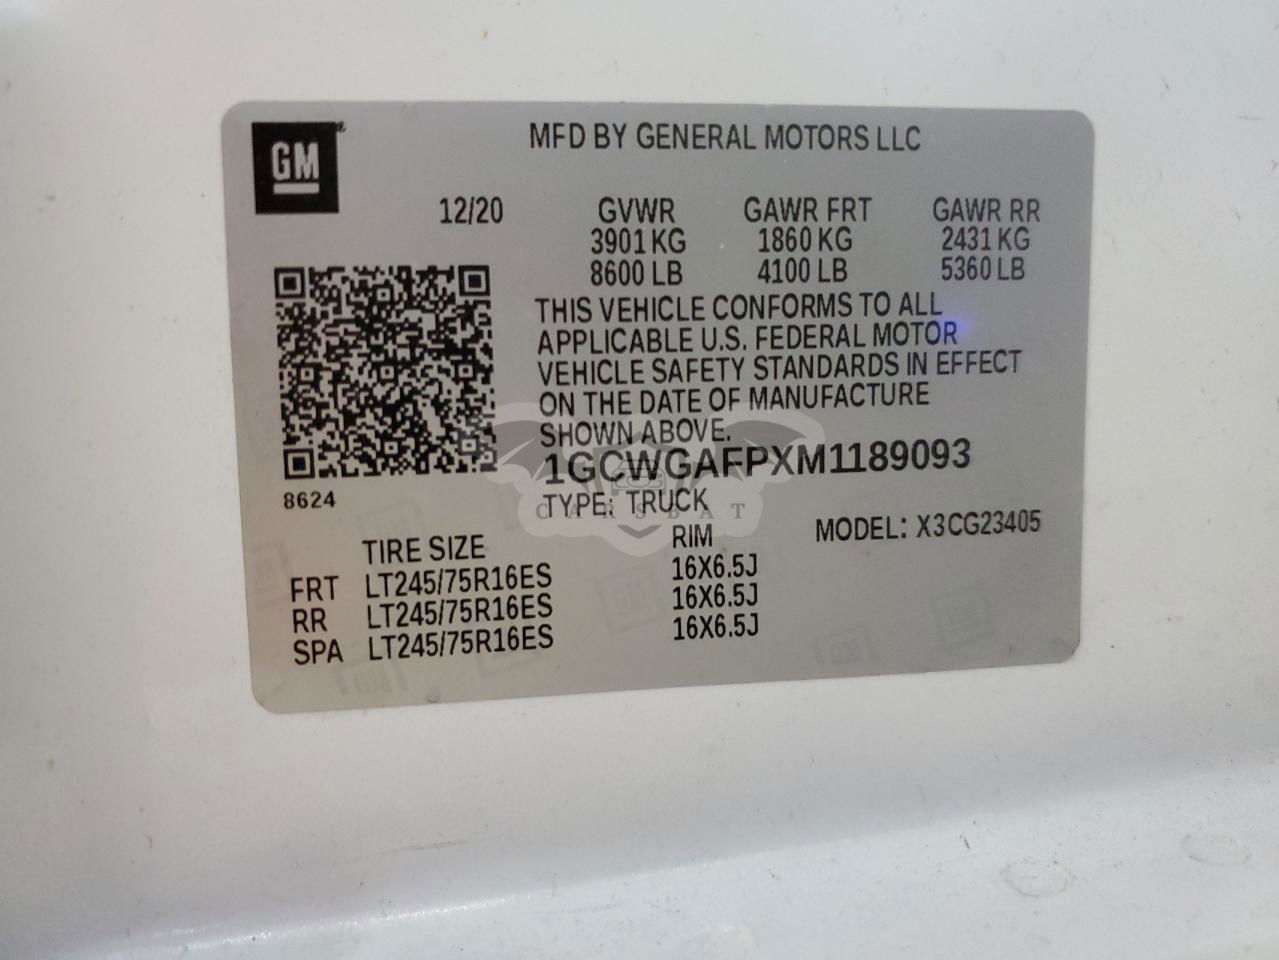 GM
MFD BY GENERAL MOTORS LLC
12/20 GVWR GAWR FRT GAWR RR
3901 KG 1860 KG 2431 KG
8600 LB 4100 LB 5360 LB
THIS VEHICLE CONFORMS TO ALL
APPLICABLE U.S. FEDERAL MOTOR
VEHICLE SAFETY STANDARDS IN EFFECT
ON THE DATE OF MANUFACTURE
SHOWN ABOVE.
1GCWGAFPXM1189093
8624
TYPE: TRUCK
CARSBAT
MODEL: X3CG23405
TIRE SIZE RIM
FRT LT245/75R16ES 16X6.5J
RR LT245/75R16ES 16X6.5J
SPA LT245/75R16ES 16X6.5J